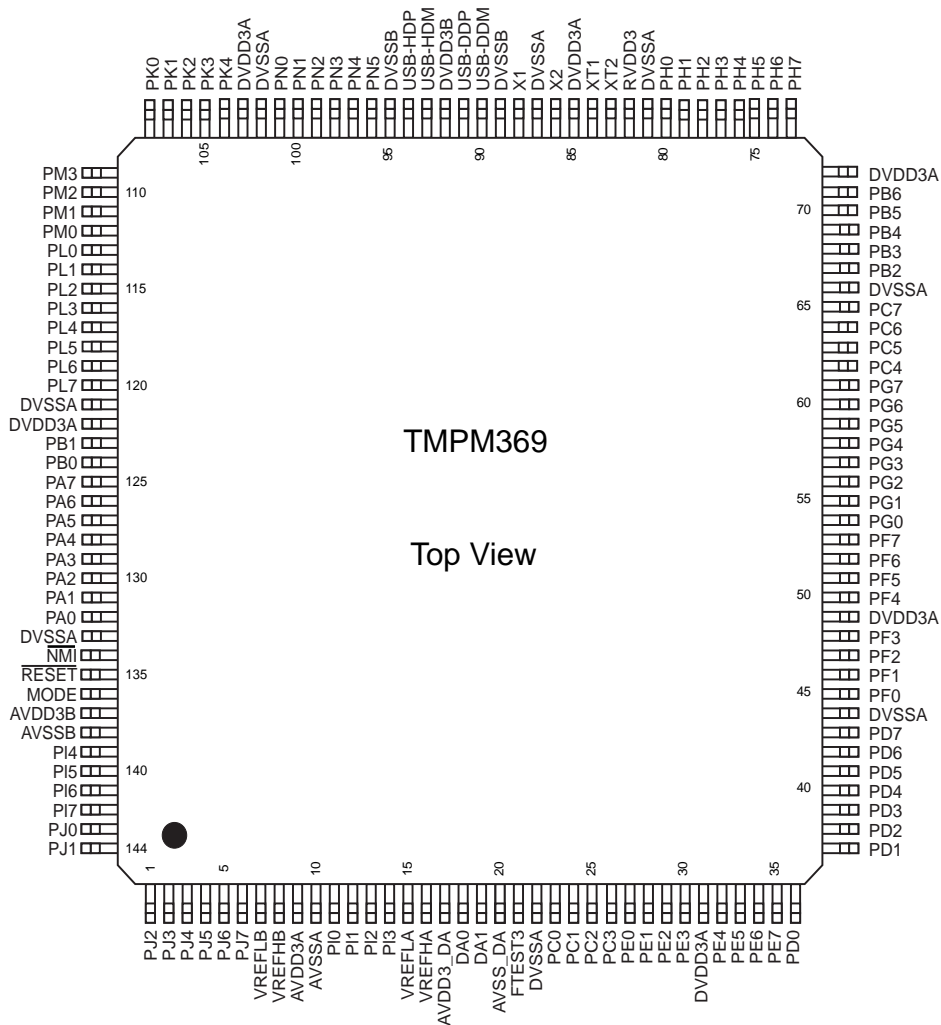 PK0
PK1
PK2
PK3
PK4
DVDD3A
DVSSA
PN0
PN1
PN2
PN3
PN4
PN5
DVSSB
USB-HDP
USB-HDM
DVDD3B
USB-DDP
USB-DDM
DVSSB
X1
DVSSA
X2
DVDD3A
XT1
XT2
RVDD3
DVSSA
PH0
PH1
PH2
PH3
PH4
PH5
PH6
PH7
105
100
95
90
85
80
75
PM3
PM2
PM1
PM0
PL0
PL1
PL2
PL3
PL4
PL5
PL6
PL7
DVSSA
DVDD3A
PB1
PB0
PA7
PA6
PA5
PA4
PA3
PA2
PA1
PA0
DVSSA
NMI
RESET
MODE
AVDD3B
AVSSB
PI4
PI5
PI6
PI7
PJ0
PJ1
110
115
120
125
130
135
140
144
TMPM369
Top View
70
65
60
55
50
45
40
DVDD3A
PB6
PB5
PB4
PB3
PB2
DVSSA
PC7
PC6
PC5
PC4
PG7
PG6
PG5
PG4
PG3
PG2
PG1
PG0
PF7
PF6
PF5
PF4
DVDD3A
PF3
PF2
PF1
PF0
DVSSA
PD7
PD6
PD5
PD4
PD3
PD2
PD1
1
5
10
15
20
25
30
35
PJ2
PJ3
PJ4
PJ5
PJ6
PJ7
VREFLB
VREFHB
AVDD3A
AVSSA
PI0
PI1
PI2
PI3
VREFLA
VREFHA
AVDD3_DA
DA0
DA1
AVSS_DA
FTEST3
DVSSA
PC0
PC1
PC2
PC3
PE0
PE1
PE2
PE3
DVDD3A
PE4
PE5
PE6
PE7
PD0